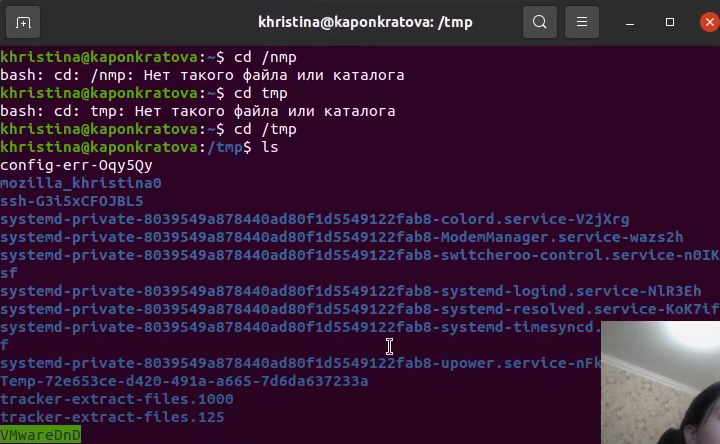 khristina@kaponkratova: /tmp
khristina@kaponkratova:~$ cd /nmp
bash: cd: /nmp: Нет такого файла или каталога
khristina@kaponkratova:~$ cd tmp
bash: cd: tmp: Нет такого файла или каталога
khristina@kaponkratova:~$ cd /tmp
khristina@kaponkratova:/tmp$ ls
config-err-Oqy5Qy
mozilla_khristina0
ssh-G3i5xCFOJBL5
systemd-private-8039549a878440ad80f1d5549122fab8-colord.service-V2jXrg
systemd-private-8039549a878440ad80f1d5549122fab8-ModemManager.service-wazs2h
systemd-private-8039549a878440ad80f1d5549122fab8-switcheroo-control.service-n0IK
sf
systemd-private-8039549a878440ad80f1d5549122fab8-systemd-logind.service-NlR3Eh
systemd-private-8039549a878440ad80f1d5549122fab8-systemd-resolved.service-KoK7if
systemd-private-8039549a878440ad80f1d5549122fab8-systemd-timesyncd.
f
systemd-private-8039549a878440ad80f1d5549122fab8-upower.service-nFk
Temp-72e653ce-d420-491a-a665-7d6da637233a
tracker-extract-files.1000
tracker-extract-files.125
VMwareDnD